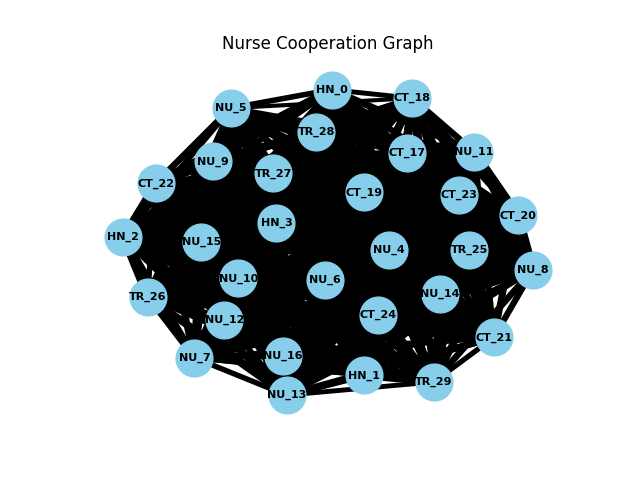 Nurse Cooperation Graph
HN_0
CT_18
NU_5
TR_28
CT_17
NU_11
NU_9
TR_27
CT_22
CT_19
CT_23
CT_20
HN_3
HN_2
NU_15
NU_4
TR_25
NU_8
NU_10
NU_6
NU_14
TR_26
NU_12
CT_24
CT_21
NU_7
NU_16
HN_1
TR_29
NU_13